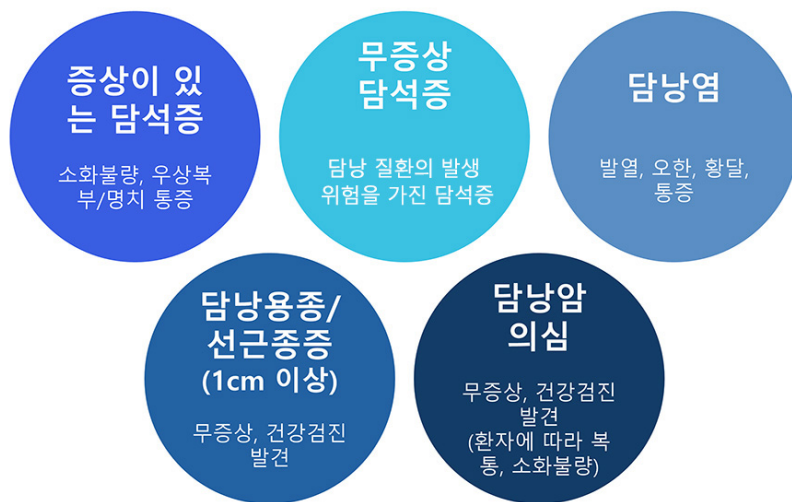 증상이 있
는 담석증
소화불량, 우상복
부/명치 통증
무증상
담석증
담낭 질환의 발생
위험을 가진 담석증
담낭염
발열, 오한, 황달,
통증
담낭용종/
선근종증
(1cm 이상)
무증상, 건강검진
발견
담낭암
의심
무증상, 건강검진
발견
(환자에 따라 복
통, 소화불량)